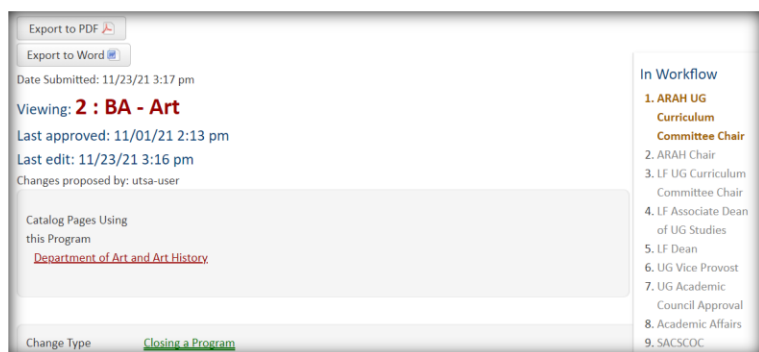 Export to PDF
Export to Word
Date Submitted: 11/23/21 3:17 pm
Viewing: 2 : BA - Art
Last approved: 11/01/21 2:13 pm
Last edit: 11/23/21 3:16 pm
Changes proposed by: utsa-user
Catalog Pages Using
this Program
Department of Art and Art History
Change Type Closing a Program
In Workflow
1. ARAH UG
Curriculum
Committee Chair
2. ARAH Chair
3. LF UG Curriculum
Committee Chair
4. LF Associate Dean
of UG Studies
5. LF Dean
6. UG Vice Provost
7. UG Academic
Council Approval
8. Academic Affairs
9. SACSCOC